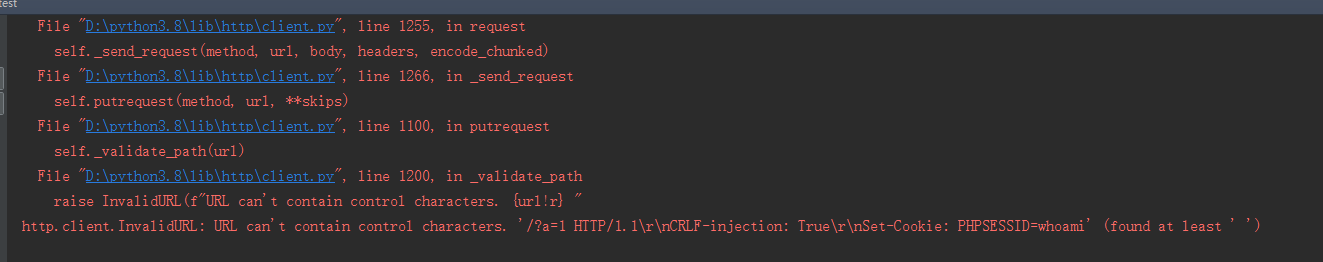 test
File "D:\python3.8\lib\http\client.py", line 1255, in request
self._send_request(method, url, body, headers, encode_chunked)
File "D:\python3.8\lib\http\client.py", line 1266, in _send_request
self.putrequest(method, url, **skips)
File "D:\python3.8\lib\http\client.py", line 1100, in putrequest
self._validate_path(url)
File "D:\python3.8\lib\http\client.py", line 1200, in _validate_path
raise InvalidURL(f"URL can't contain control characters. {url!r} "
http.client.InvalidURL: URL can't contain control characters. '/?a=1 HTTP/1.1\r\nCRLF-injection: True\r\nSet-Cookie: PHPSESSID=whoami' (found at least ' ')